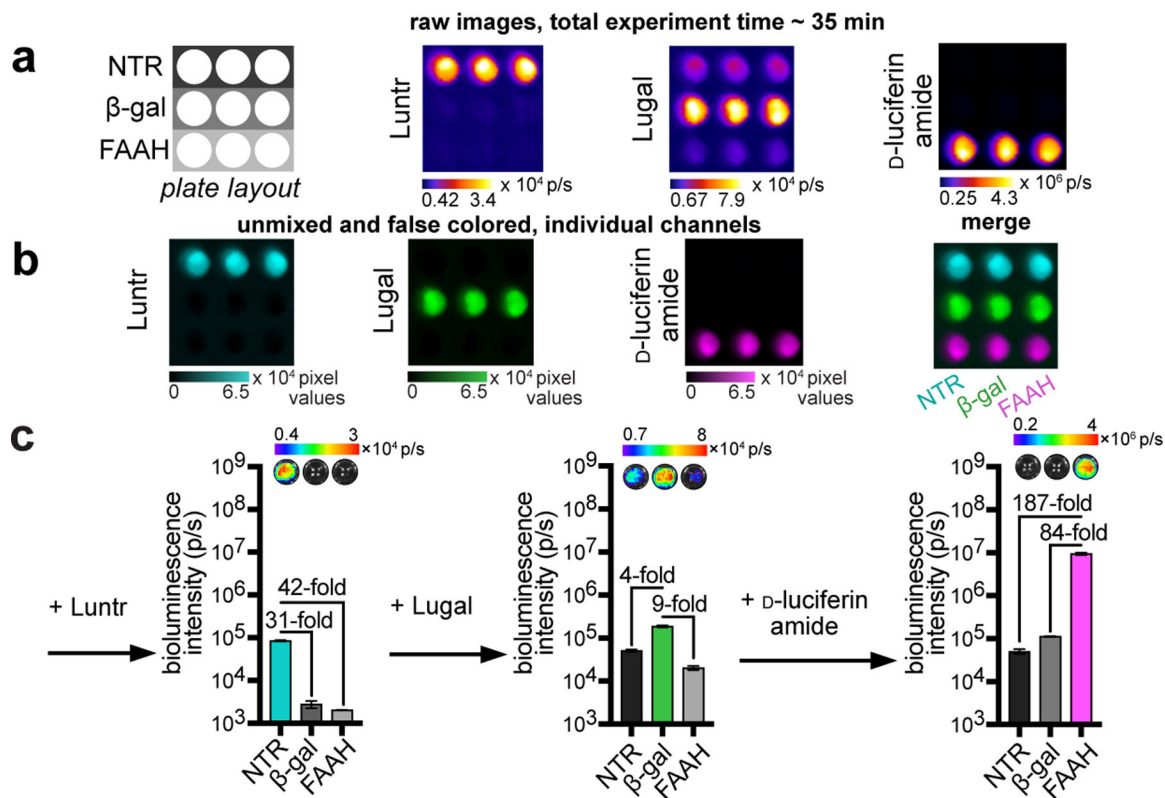 raw images, total experiment time ~ 35 min
a
NTR
β-gal
FAAH
plate layout
Luntr
0.42 3.4 x 10⁴ p/s
Lugal
0.67 7.9 x 10⁴ p/s
D-luciferin
amide
0.25 4.3 x 10⁶ p/s
unmixed and false colored, individual channels
merge
b
Luntr
0 6.5 x 10⁴ pixel
values
Lugal
0 6.5 x 10⁴ pixel
values
D-luciferin
amide
0 6.5 x 10⁴ pixel
values
NTR
β-gal
FAAH
c
+ Luntr
0.4 3 ×10⁴ p/s
bioluminescence
intensity (p/s)
10⁹
10⁸
10⁷
10⁶
10⁵
10⁴
10³
42-fold
31-fold
NTR
β-gal
FAAH
+ Lugal
0.7 8 ×10⁴ p/s
bioluminescence
intensity (p/s)
10⁹
10⁸
10⁷
10⁶
10⁵
10⁴
10³
4-fold
9-fold
NTR
β-gal
FAAH
+ D-luciferin
amide
0.2 4 ×10⁶ p/s
bioluminescence
intensity (p/s)
10⁹
10⁸
10⁷
10⁶
10⁵
10⁴
10³
187-fold
84-fold
NTR
β-gal
FAAH